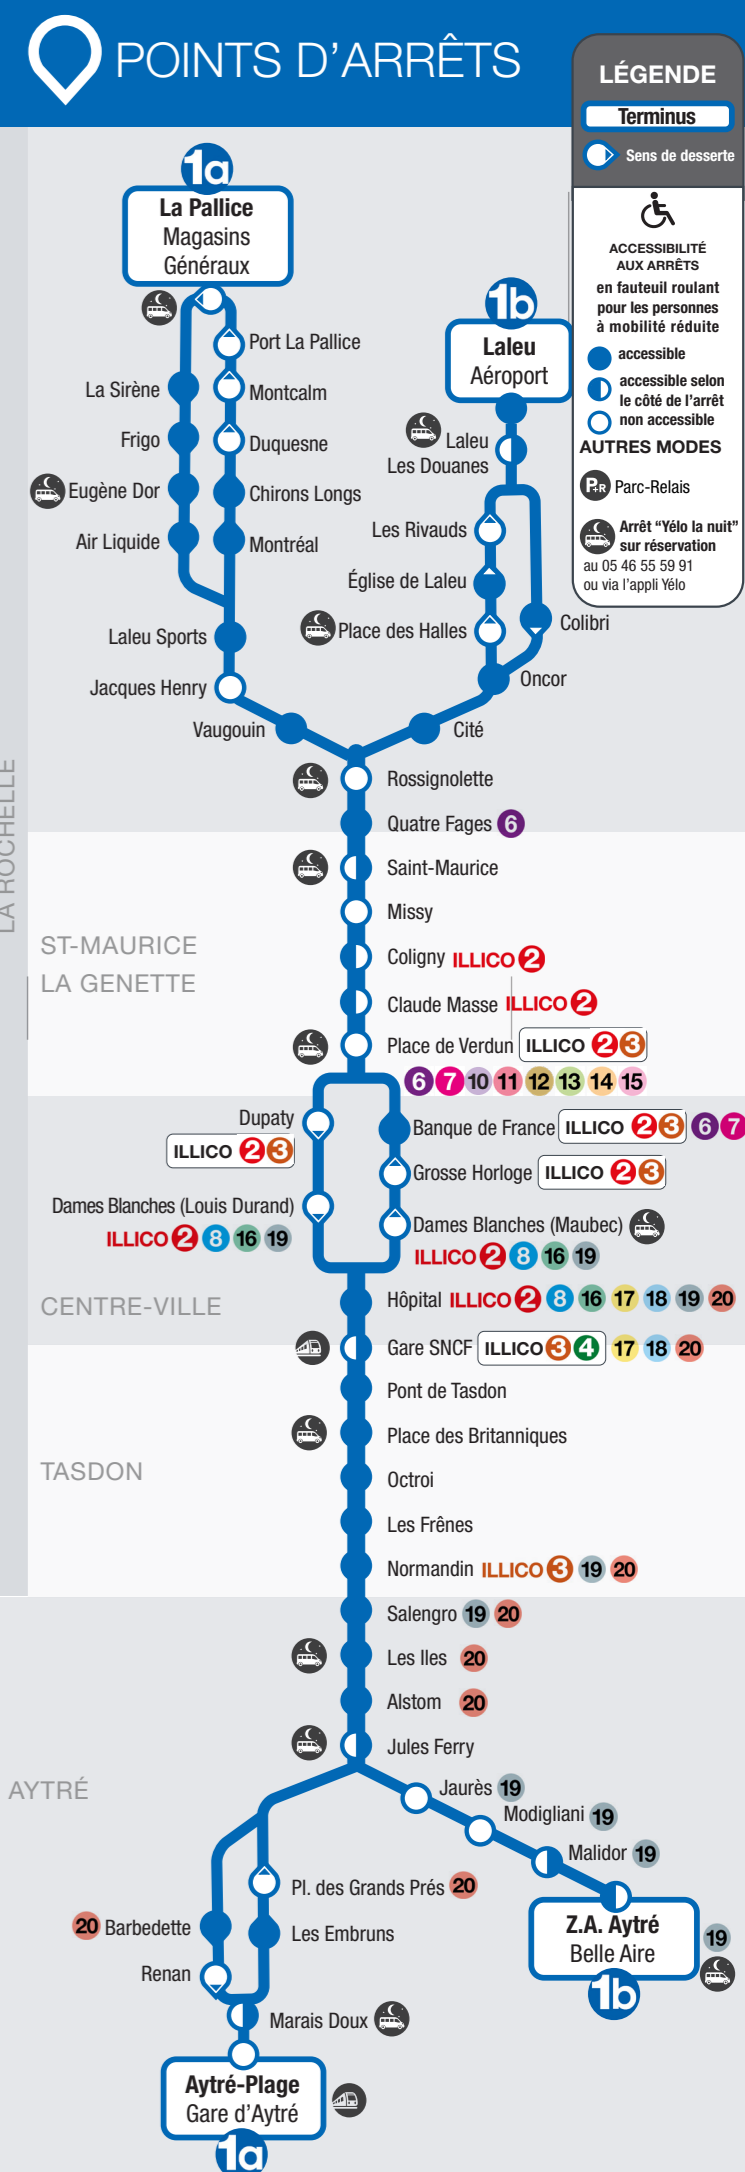 POINTS D'ARRÊTS
LÉGENDE
Terminus
Sens de desserte
ACCESSIBILITÉ
AUX ARRÊTS
en fauteuil roulant
pour les personnes
à mobilité réduite
accessible
accessible selon
le côté de l'arrêt
non accessible
AUTRES MODES
P+R Parc-Relais
Arrêt "Yélo la nuit"
sur réservation
au 05 46 55 59 91
ou via l'appli Yélo
1a
La Pallice
Magasins
Généraux
Port La Pallice
La Sirène
Montcalm
Frigo
Duquesne
Eugène Dor
Chirons Longs
Air Liquide
Montréal
Laleu Sports
Jacques Henry
Vaugouin
1b
Laleu
Aéroport
Laleu
Les Douanes
Les Rivauds
Église de Laleu
Place des Halles
Colibri
Oncor
Cité
LA ROCHELLE
Rossignolette
Quatre Fages 6
Saint-Maurice
Missy
ST-MAURICE
LA GENETTE
Coligny ILLICO 2
Claude Masse ILLICO 2
Place de Verdun ILLICO 2 3
6 7 10 11 12 13 14 15
Dupaty
ILLICO 2 3
Banque de France ILLICO 2 3 6 7
Grosse Horloge ILLICO 2 3
Dames Blanches (Louis Durand)
ILLICO 2 8 16 19
Dames Blanches (Maubec)
ILLICO 2 8 16 19
CENTRE-VILLE
Hôpital ILLICO 2 8 16 17 18 19 20
Gare SNCF ILLICO 3 4 17 18 20
Pont de Tasdon
Place des Britanniques
TASDON
Octroi
Les Frênes
Normandin ILLICO 3 19 20
Salengro 19 20
Les Iles 20
Alstom 20
Jules Ferry
AYTRÉ
Jaurès 19
Modigliani 19
Malidor 19
Z.A. Aytré
Belle Aire
19
1b
Pl. des Grands Prés 20
20 Barbedette
Les Embruns
Renan
Marais Doux
Aytré-Plage
Gare d'Aytré
1a